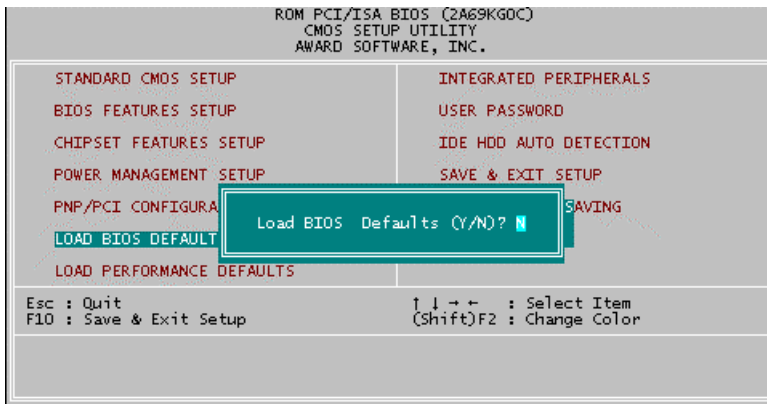 ROM PCI/ISA BIOS (2A69KGOC)
CMOS SETUP UTILITY
AWARD SOFTWARE, INC.
STANDARD CMOS SETUP
BIOS FEATURES SETUP
CHIPSET FEATURES SETUP
POWER MANAGEMENT SETUP
PNP/PCI CONFIGURA
LOAD BIOS DEFAULT
LOAD PERFORMANCE DEFAULTS
INTEGRATED PERIPHERALS
USER PASSWORD
IDE HDD AUTO DETECTION
SAVE & EXIT SETUP
SAVING
Load BIOS Defaults (Y/N)? N
Esc : Quit
F10 : Save & Exit Setup
↑ ↓ → ← : Select Item
(Shift)F2 : Change Color